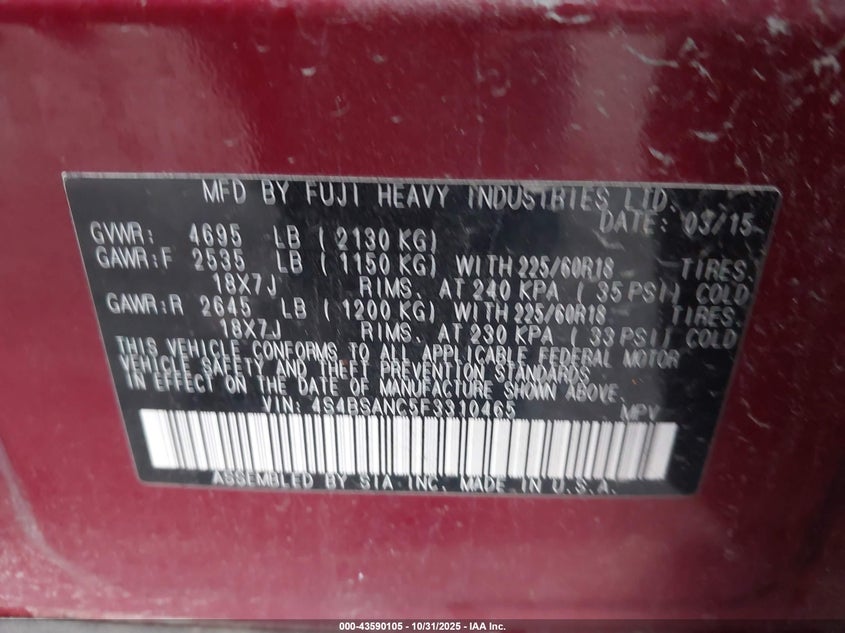 MFD BY FUJI HEAVY INDUSTRIES LTD.
DATE: 03/15
GVWR: 4695 LB ( 2130 KG)
GAWR:F 2535 LB ( 1150 KG) WITH 225/60R18 TIRES.
18X7J RIMS. AT 240 KPA ( 35 PSI) COLD
GAWR:R 2645 LB ( 1200 KG) WITH 225/60R18 TIRES.
18X7J RIMS. AT 230 KPA ( 33 PSI) COLD
THIS VEHICLE CONFORMS TO ALL APPLICABLE FEDERAL MOTOR
VEHICLE SAFETY AND THEFT PREVENTION STANDARDS
IN EFFECT ON THE DATE OF MANUFACTURE SHOWN ABOVE.
VIN: 4S4BSANC5F3310465 MPV
ASSEMBLED BY SIA INC. MADE IN U.S.A.
000-43590105 - 10/31/2025 - IAA Inc.